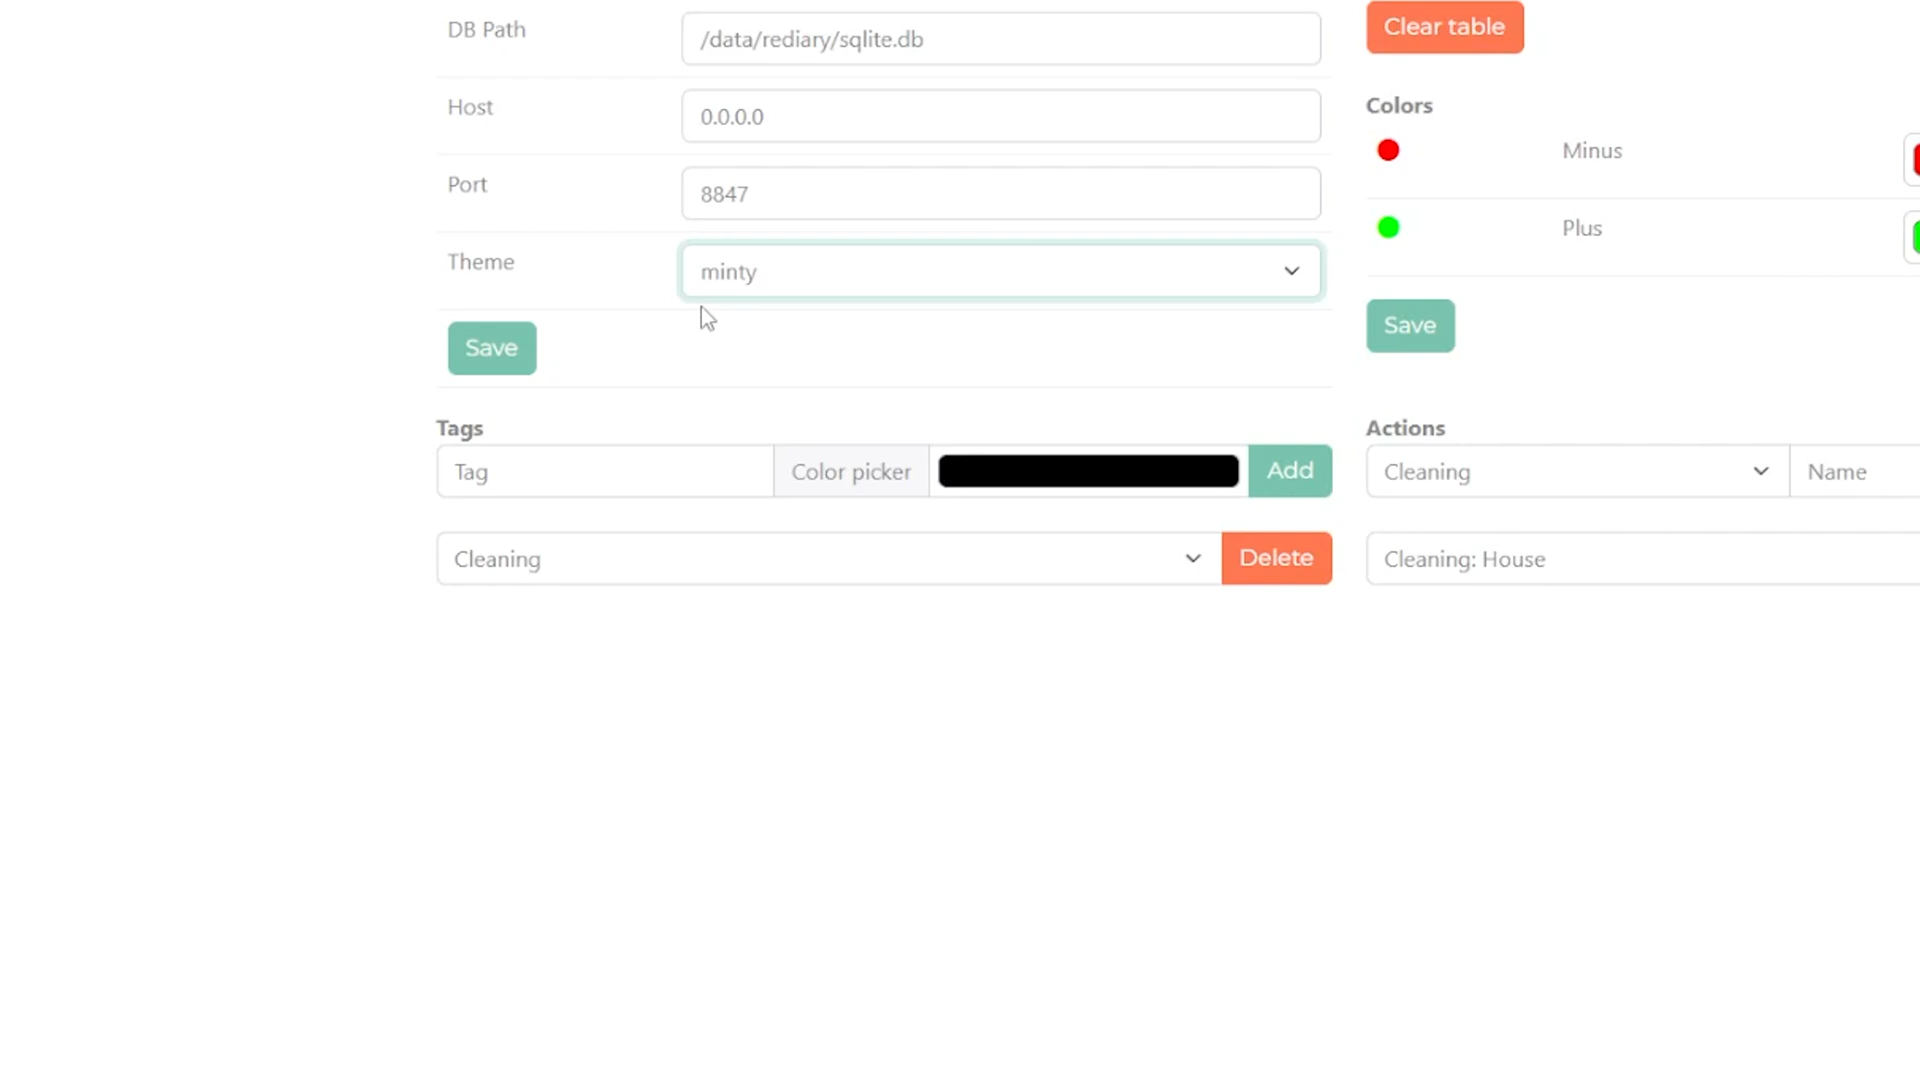 DB Path
/data/rediary/sqlite.db
Clear table
Host
0.0.0.0
Colors
Minus
Port
8847
Plus
Theme
minty
Save
Save
Tags
Actions
Tag
Color picker
Add
Cleaning
Name
Cleaning
Delete
Cleaning: House